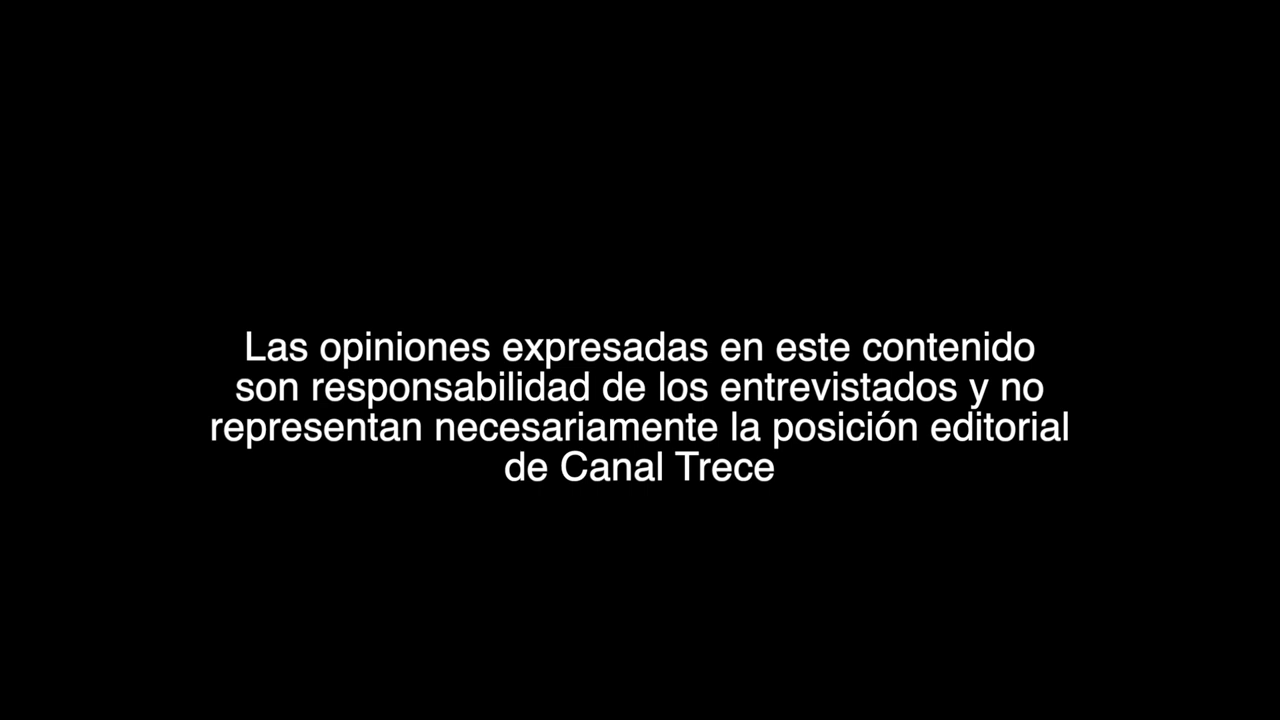 Las opiniones expresadas en este contenido
son responsabilidad de los entrevistados y no
representan necesariamente la posición editorial
de Canal Trece